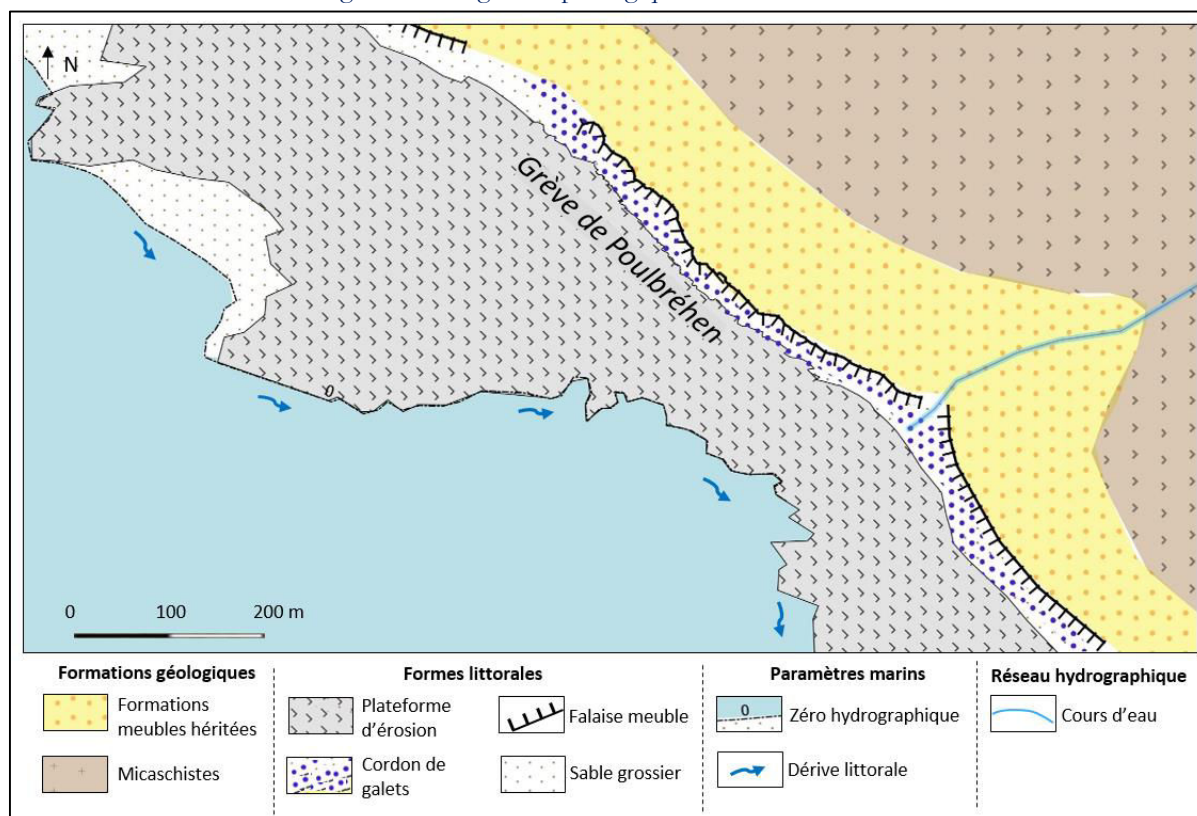 N
Grève de Poulbréhen
0
0 100 200 m
Formations géologiques
Formations
meubles héritées
Micaschistes
Formes littorales
Plateforme
d’érosion
Falaise meuble
Cordon de
galets
Sable grossier
Paramètres marins
0
Zéro hydrographique
Dérive littorale
Réseau hydrographique
Cours d’eau